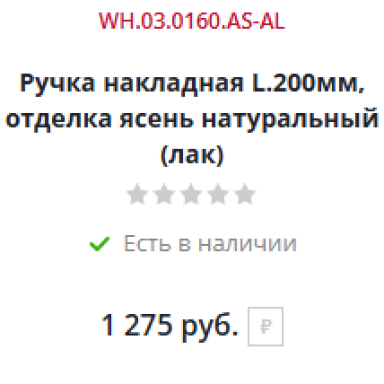 WH.03.0160.AS-AL
Ручка накладная L.200мм,
отделка ясень натуральный
(лак)
Есть в наличии
1 275 руб. ₽